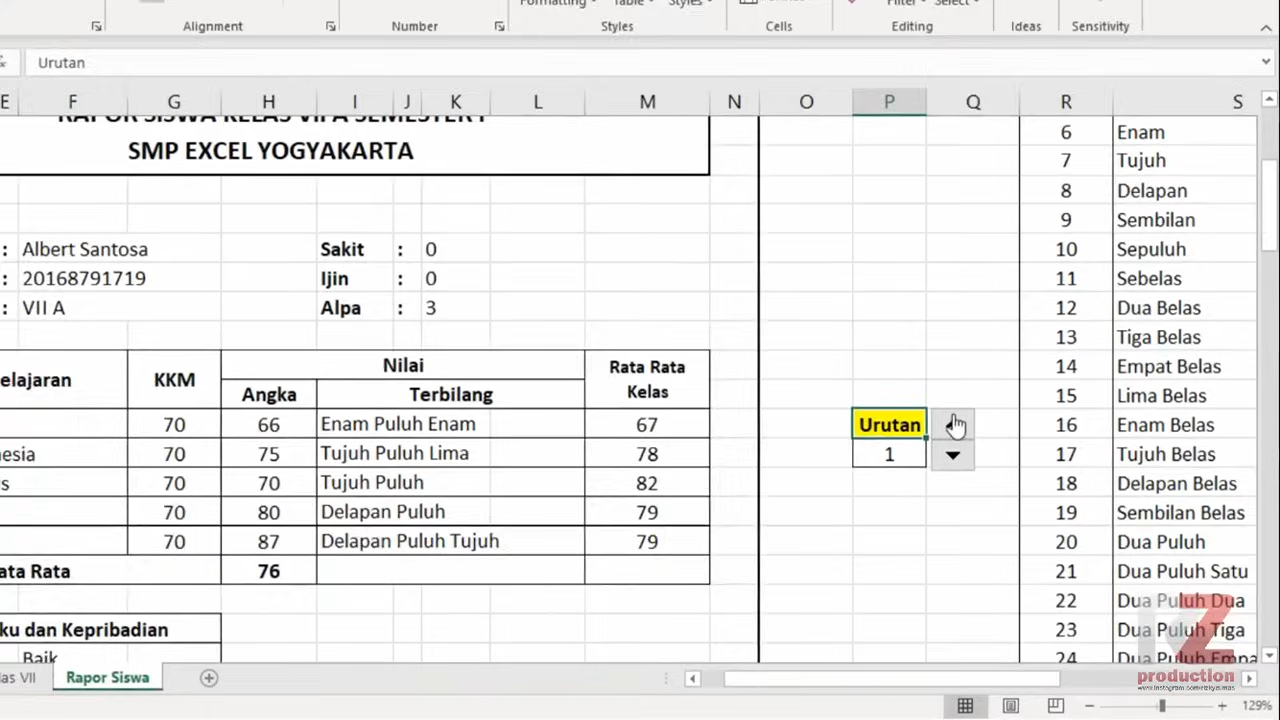 Formatting Table Styles Filter Select
Alignment Number Styles Cells Editing Ideas Sensitivity
Urutan
E F G H I J K L M N O P Q R S
RAPOR SISWA KELAS VII A SEMESTER I
SMP EXCEL YOGYAKARTA
: Albert Santosa Sakit : 0
: 20168791719 Ijin : 0
: VII A Alpa : 3
elajaran KKM Nilai Rata Rata Kelas
Angka Terbilang
70 66 Enam Puluh Enam 67
nesia 70 75 Tujuh Puluh Lima 78
s 70 70 Tujuh Puluh 82
70 80 Delapan Puluh 79
70 87 Delapan Puluh Tujuh 79
ata Rata 76
ku dan Kepribadian
Baik
Urutan
1
6 Enam
7 Tujuh
8 Delapan
9 Sembilan
10 Sepuluh
11 Sebelas
12 Dua Belas
13 Tiga Belas
14 Empat Belas
15 Lima Belas
16 Enam Belas
17 Tujuh Belas
18 Delapan Belas
19 Sembilan Belas
20 Dua Puluh
21 Dua Puluh Satu
22 Dua Puluh Dua
23 Dua Puluh Tiga
24 Dua Puluh Empa
RZ
production
las VII Rapor Siswa
129%